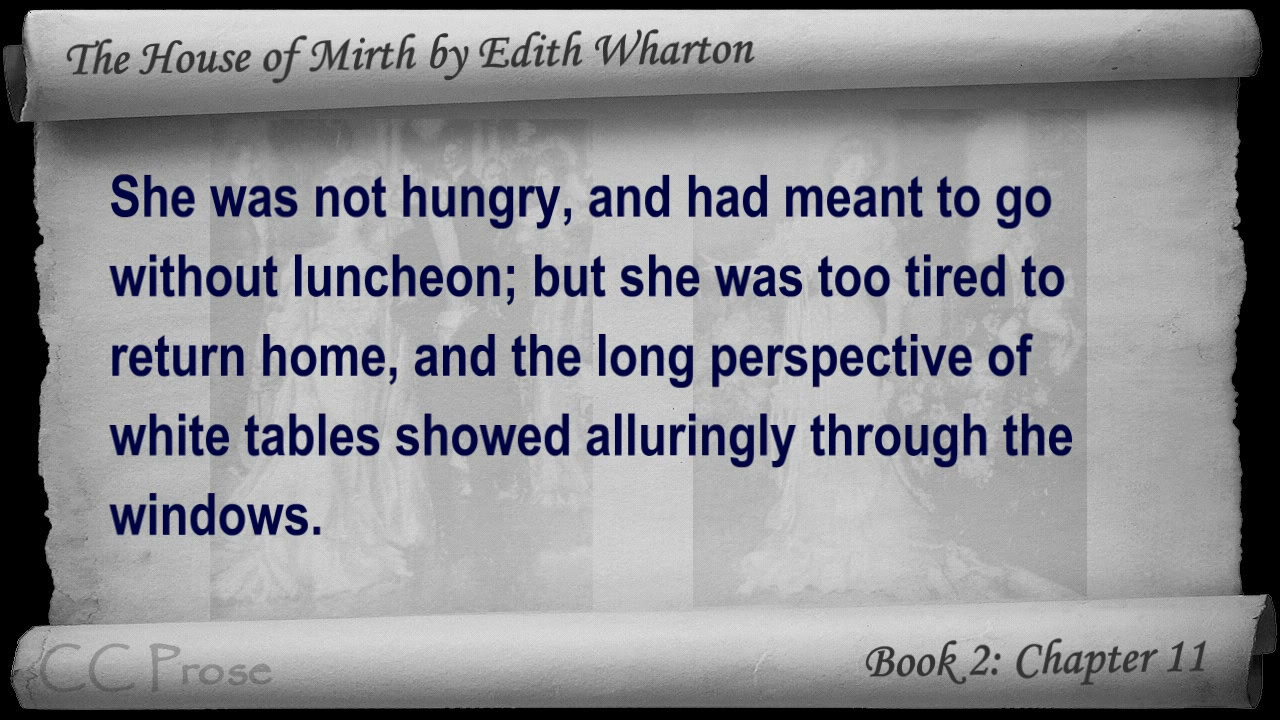 The House of Mirth by Edith Wharton
She was not hungry, and had meant to go
without luncheon; but she was too tired to
return home, and the long perspective of
white tables showed alluringly through the
windows.
CC Prose
Book 2: Chapter 11